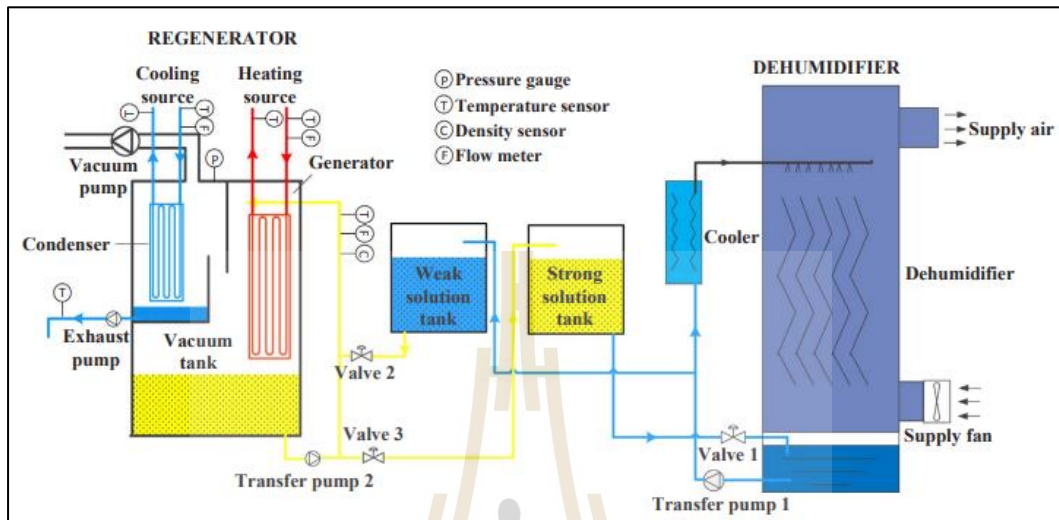 REGENERATOR
Cooling
source
Heating
source
P Pressure gauge
T Temperature sensor
C Density sensor
F Flow meter
DEHUMIDIFIER
Supply air
T
T
F
T
T
F
Vacuum
pump
P
Generator
Condenser
T
F
C
Weak
solution
tank
Strong
solution
tank
Cooler
Dehumidifier
T
Exhaust
pump
Vacuum
tank
Valve 2
Valve 3
Transfer pump 2
Valve 1
Supply fan
Transfer pump 1